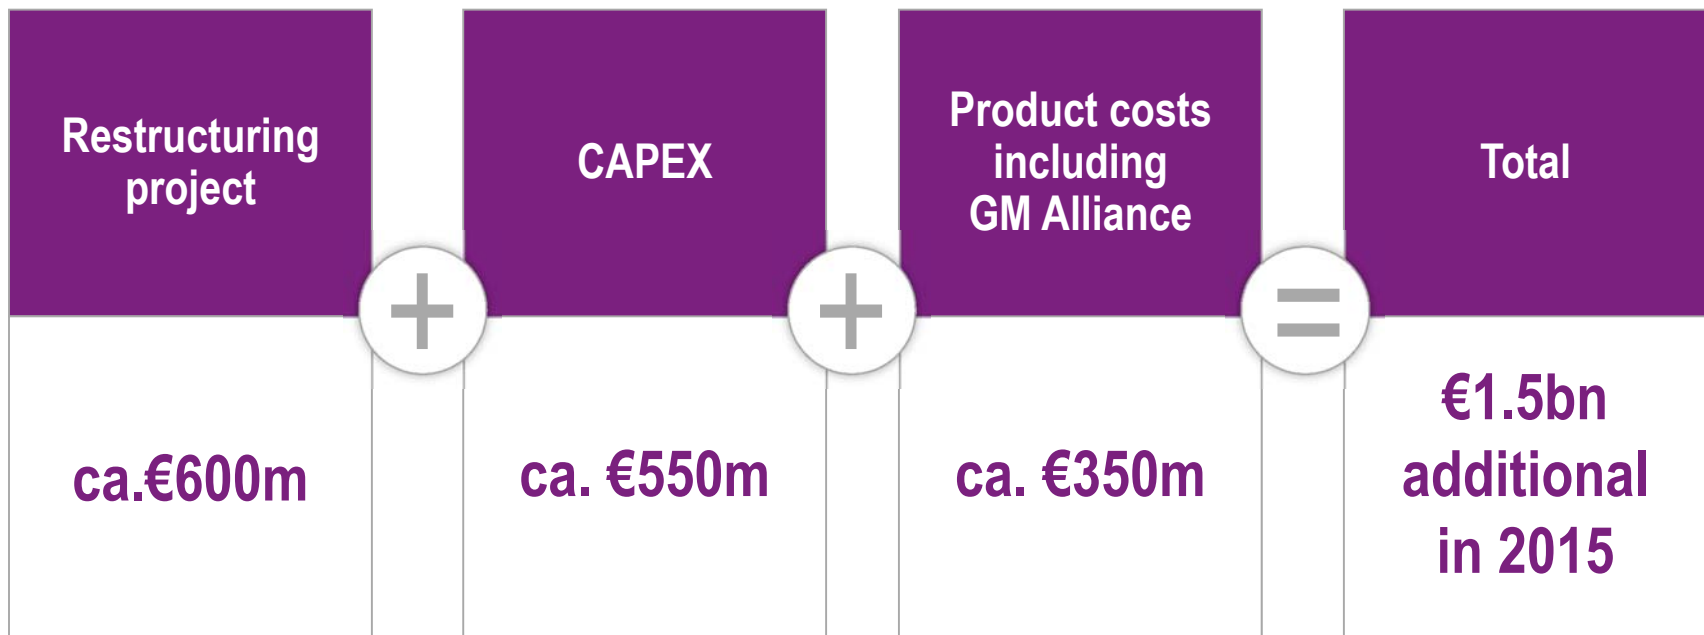 Restructuring
project
ca.€600m
+
CAPEX
ca. €550m
+
Product costs
including
GM Alliance
ca. €350m
=
Total
€1.5bn
additional
in 2015